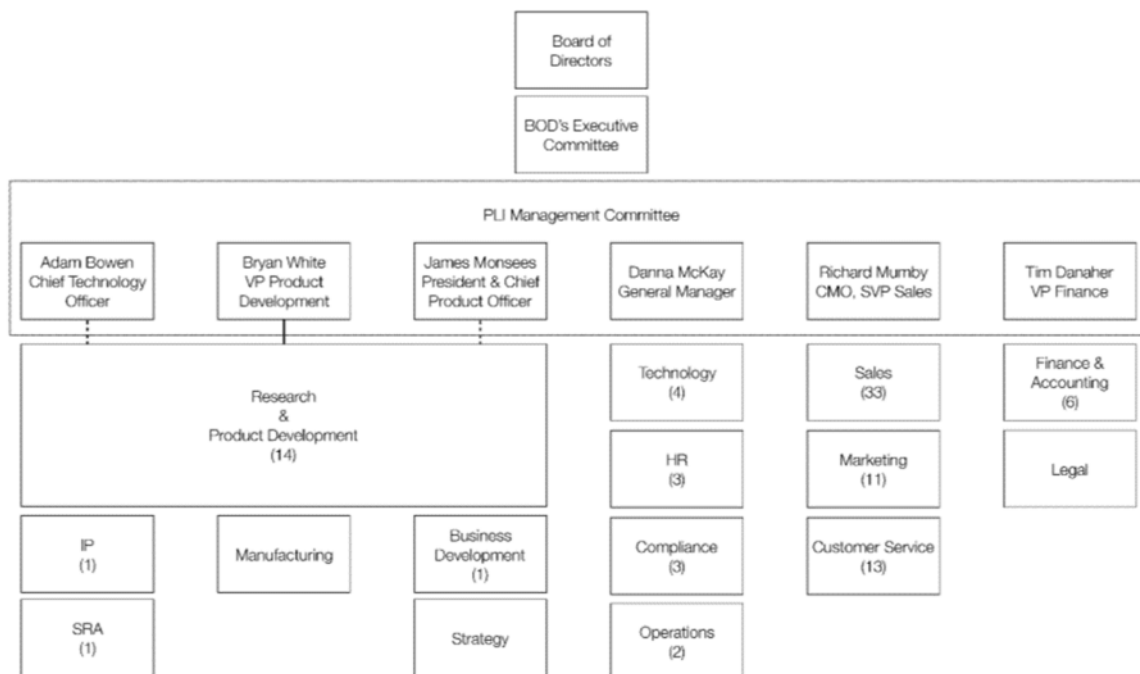 Board of
Directors
BOD's Executive
Committee
PLI Management Committee
Adam Bowen
Chief Technology
Officer
Bryan White
VP Product
Development
James Monsees
President & Chief
Product Officer
Danna McKay
General Manager
Richard Mumby
CMO, SVP Sales
Tim Danaher
VP Finance
Research
&
Product Development
(14)
Technology
(4)
Sales
(33)
Finance &
Accounting
(6)
HR
(3)
Marketing
(11)
Legal
IP
(1)
Manufacturing
Business
Development
(1)
Compliance
(3)
Customer Service
(13)
SRA
(1)
Strategy
Operations
(2)